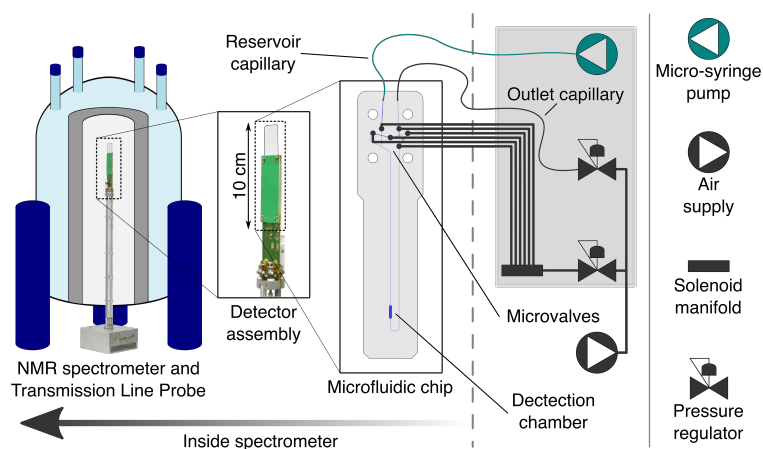 Reservoir
capillary
Outlet capillary
10 cm
Detector
assembly
Microvalves
NMR spectrometer and
Transmission Line Probe
Microfluidic chip
Dectection
chamber
Inside spectrometer
Micro-syringe
pump
Air
supply
Solenoid
manifold
Pressure
regulator